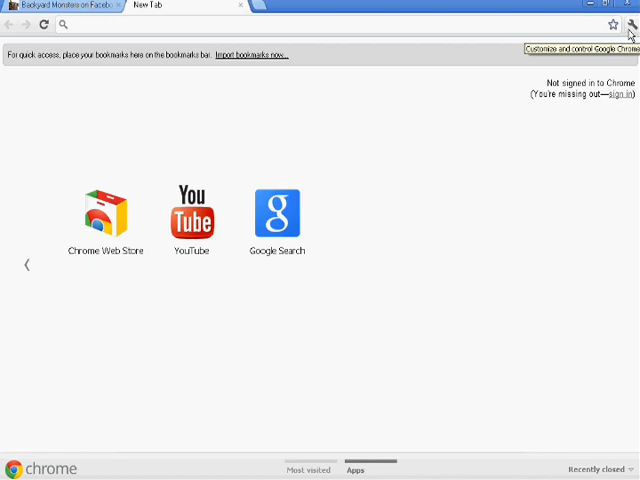 Backyard Monsters on Facebo
New Tab
Customize and control Google Chrome
For quick access, place your bookmarks here on the bookmarks bar. Import bookmarks now...
Not signed in to Chrome
(You're missing out—sign in)
You
Tube
g
Chrome Web Store
YouTube
Google Search
chrome
Most visited
Apps
Recently closed